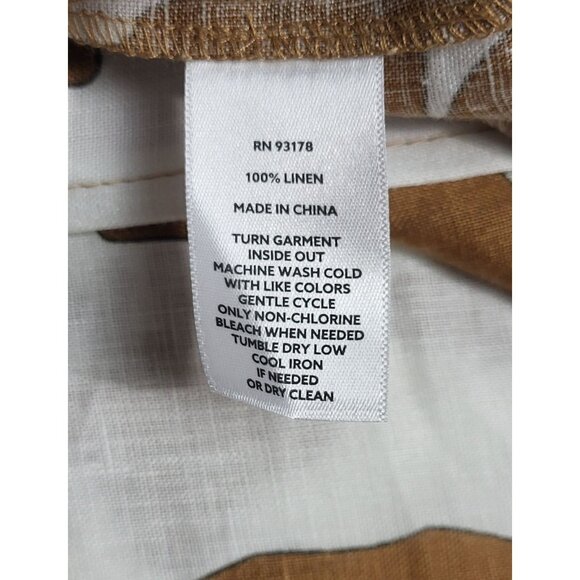 RN 93178
100% LINEN
MADE IN CHINA
TURN GARMENT
INSIDE OUT
MACHINE WASH COLD
WITH LIKE COLORS
GENTLE CYCLE
ONLY NON-CHLORINE
BLEACH WHEN NEEDED
TUMBLE DRY LOW
COOL IRON
IF NEEDED
OR DRY CLEAN